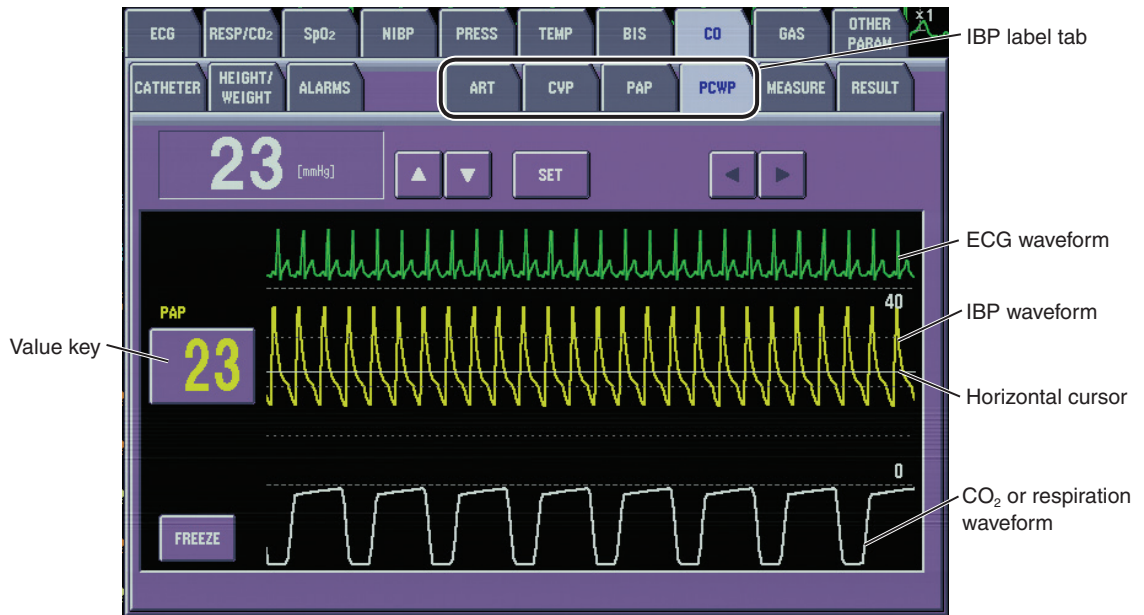 ECG RESP/CO₂ SpO₂ NIBP PRESS TEMP BIS CO GAS OTHER PARAM x1
IBP label tab
CATHETER HEIGHT/ WEIGHT ALARMS ART CVP PAP PCWP MEASURE RESULT
23 [mmHg] SET
ECG waveform
40
PAP
IBP waveform
Value key
23
Horizontal cursor
0
CO₂ or respiration
waveform
FREEZE